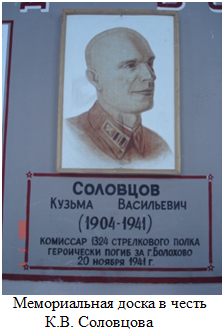 СОЛОВЦОВ
КУЗЬМА ВАСИЛЬЕВИЧ
(1904-1941)
КОМИССАР 1324 СТРЕЛКОВОГО ПОЛКА
ГЕРОИЧЕСКИ ПОГИБ ЗА Г.БОЛОХОВО
20 НОЯБРЯ 1941 Г.
Мемориальная доска в честь
К.В. Соловцова